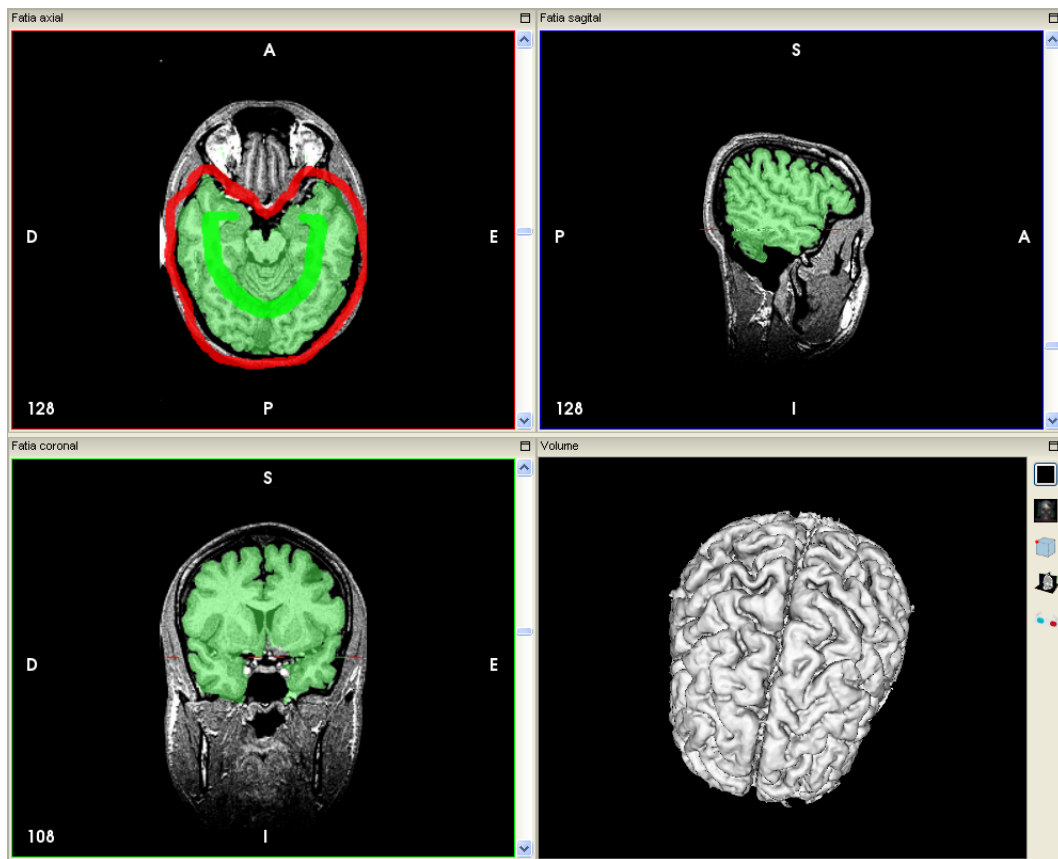 Fatia axial
A
D
E
128
P
Fatia sagital
S
P
A
128
I
Fatia coronal
S
D
E
108
I
Volume